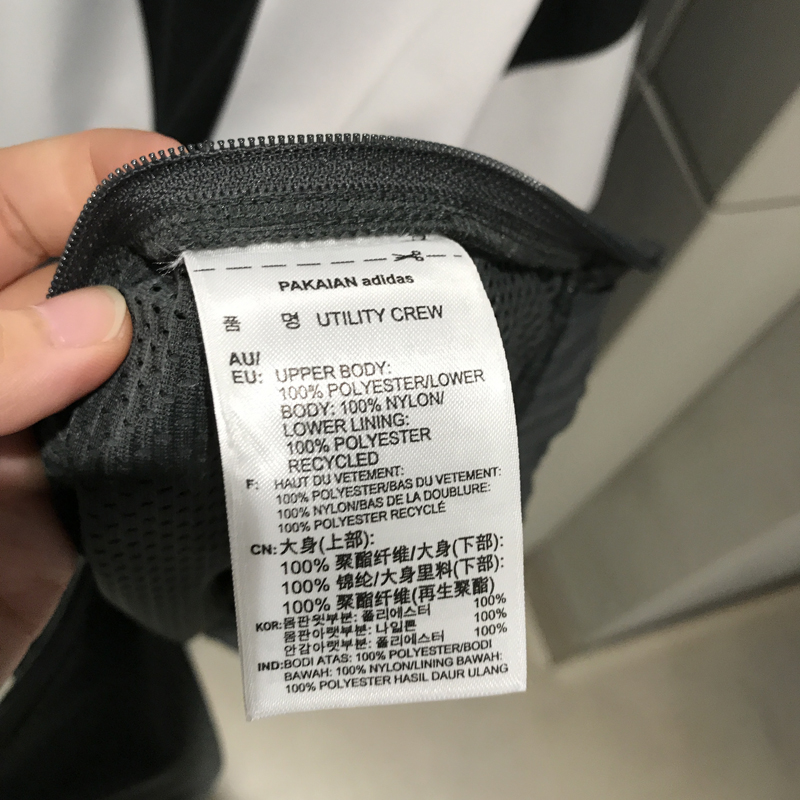 PAKAIAN adidas
품 명 UTILITY CREW
AU/
EU: UPPER BODY:
100% POLYESTER/LOWER
BODY: 100% NYLON/
LOWER LINING:
100% POLYESTER
RECYCLED
F: HAUT DU VETEMENT:
100% POLYESTER/BAS DU VETEMENT:
100% NYLON/BAS DE LA DOUBLURE:
100% POLYESTER RECYCLÉ
CN: 大身(上部):
100% 聚酯纤维/大身(下部):
100% 锦纶/大身里料(下部):
100% 聚酯纤维(再生聚酯)
KOR: 몸판윗부분: 폴리에스터 100%
몸판아랫부분: 나일론 100%
안감아랫부분: 폴리에스터 100%
IND: BODI ATAS: 100% POLYESTER/BODI
BAWAH: 100% NYLON/LINING BAWAH:
100% POLYESTER HASIL DAUR ULANG